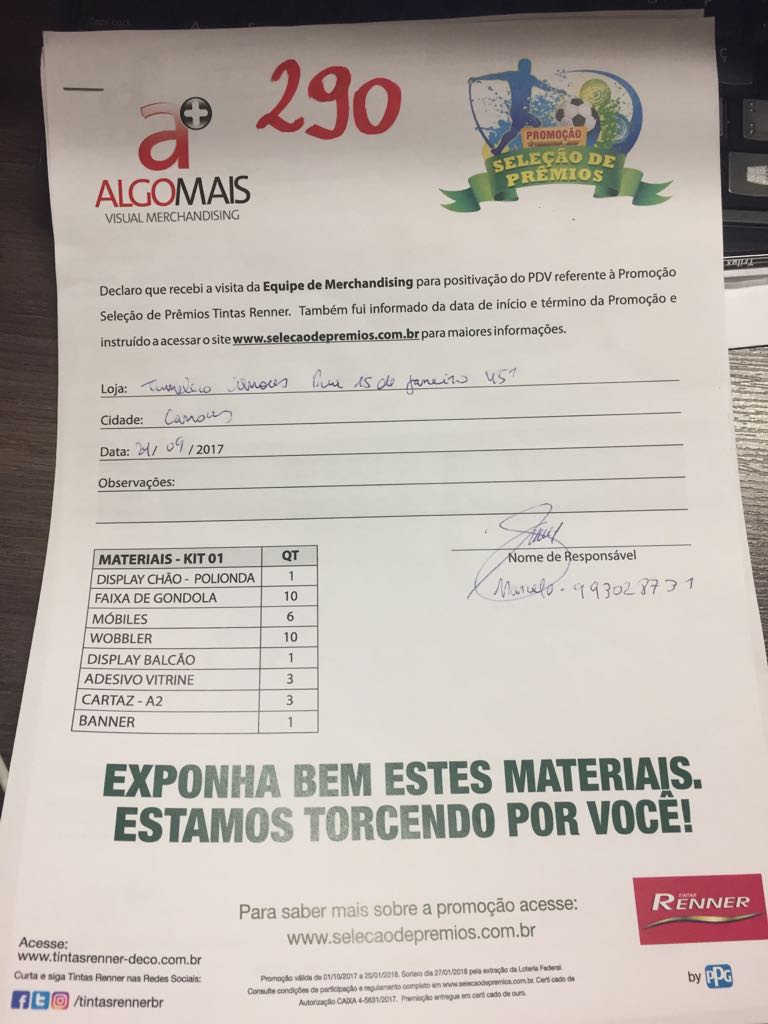 290
a+
ALGOMAIS
VISUAL MERCHANDISING
PROMOÇÃO
SELEÇÃO DE
PRÊMIOS
Declaro que recebi a visita da Equipe de Merchandising para positivação do PDV referente à Promoção
Seleção de Prêmios Tintas Renner. Também fui informado da data de início e término da Promoção e
instruído a acessar o site www.selecaodepremios.com.br para maiores informações.
Loja: Rua 15 de Janeiro 451
Cidade: Canoas
Data: 21/09/2017
Observações:
Nome de Responsável
Marcelo - 993028731
MATERIAIS - KIT 01 QT
DISPLAY CHÃO - POLIONDA 1
FAIXA DE GONDOLA 10
MÓBILES 6
WOBBLER 10
DISPLAY BALCÃO 1
ADESIVO VITRINE 3
CARTAZ - A2 3
BANNER 1
EXPONHA BEM ESTES MATERIAIS.
ESTAMOS TORCENDO POR VOCÊ!
Para saber mais sobre a promoção acesse:
www.selecaodepremios.com.br
TINTAS
RENNER
by PPG
Acesse:
www.tintasrenner-deco.com.br
Curta e siga Tintas Renner nas Redes Sociais:
/tintasrennerbr
Promoção válida de 01/10/2017 a 20/01/2018. Sorteio dia 27/01/2018 pela extração da Loteria Federal.
Consulte condições de participação e regulamento completo em www.selecaodepremios.com.br. Certi cado de
Autorização CAIXA 4-5631/2017. Premiação entregue em certi cado de ouro.